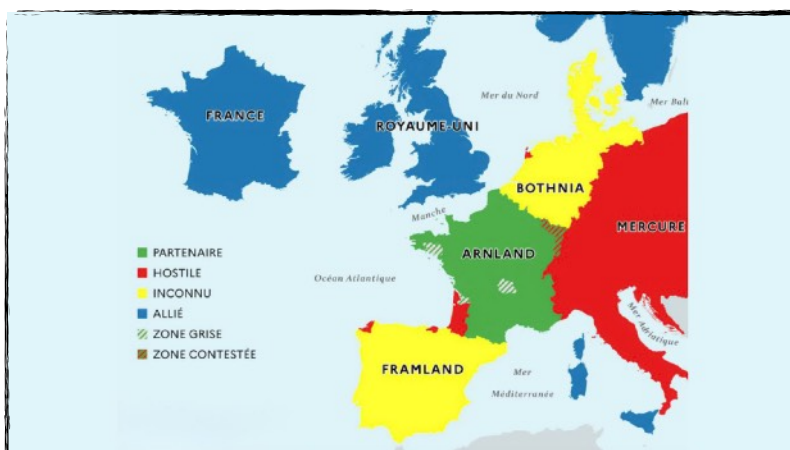 FRANCE
ROYAUME-UNI
Mer du Nord
Mer Balt
BOTHNIA
Manche
MERCURE
ARNLAND
PARTENAIRE
HOSTILE
INCONNU
ALLIÉ
ZONE GRISE
ZONE CONTESTÉE
Océan Atlantique
Mer Adriatique
FRAMLAND
Mer
Méditerranée